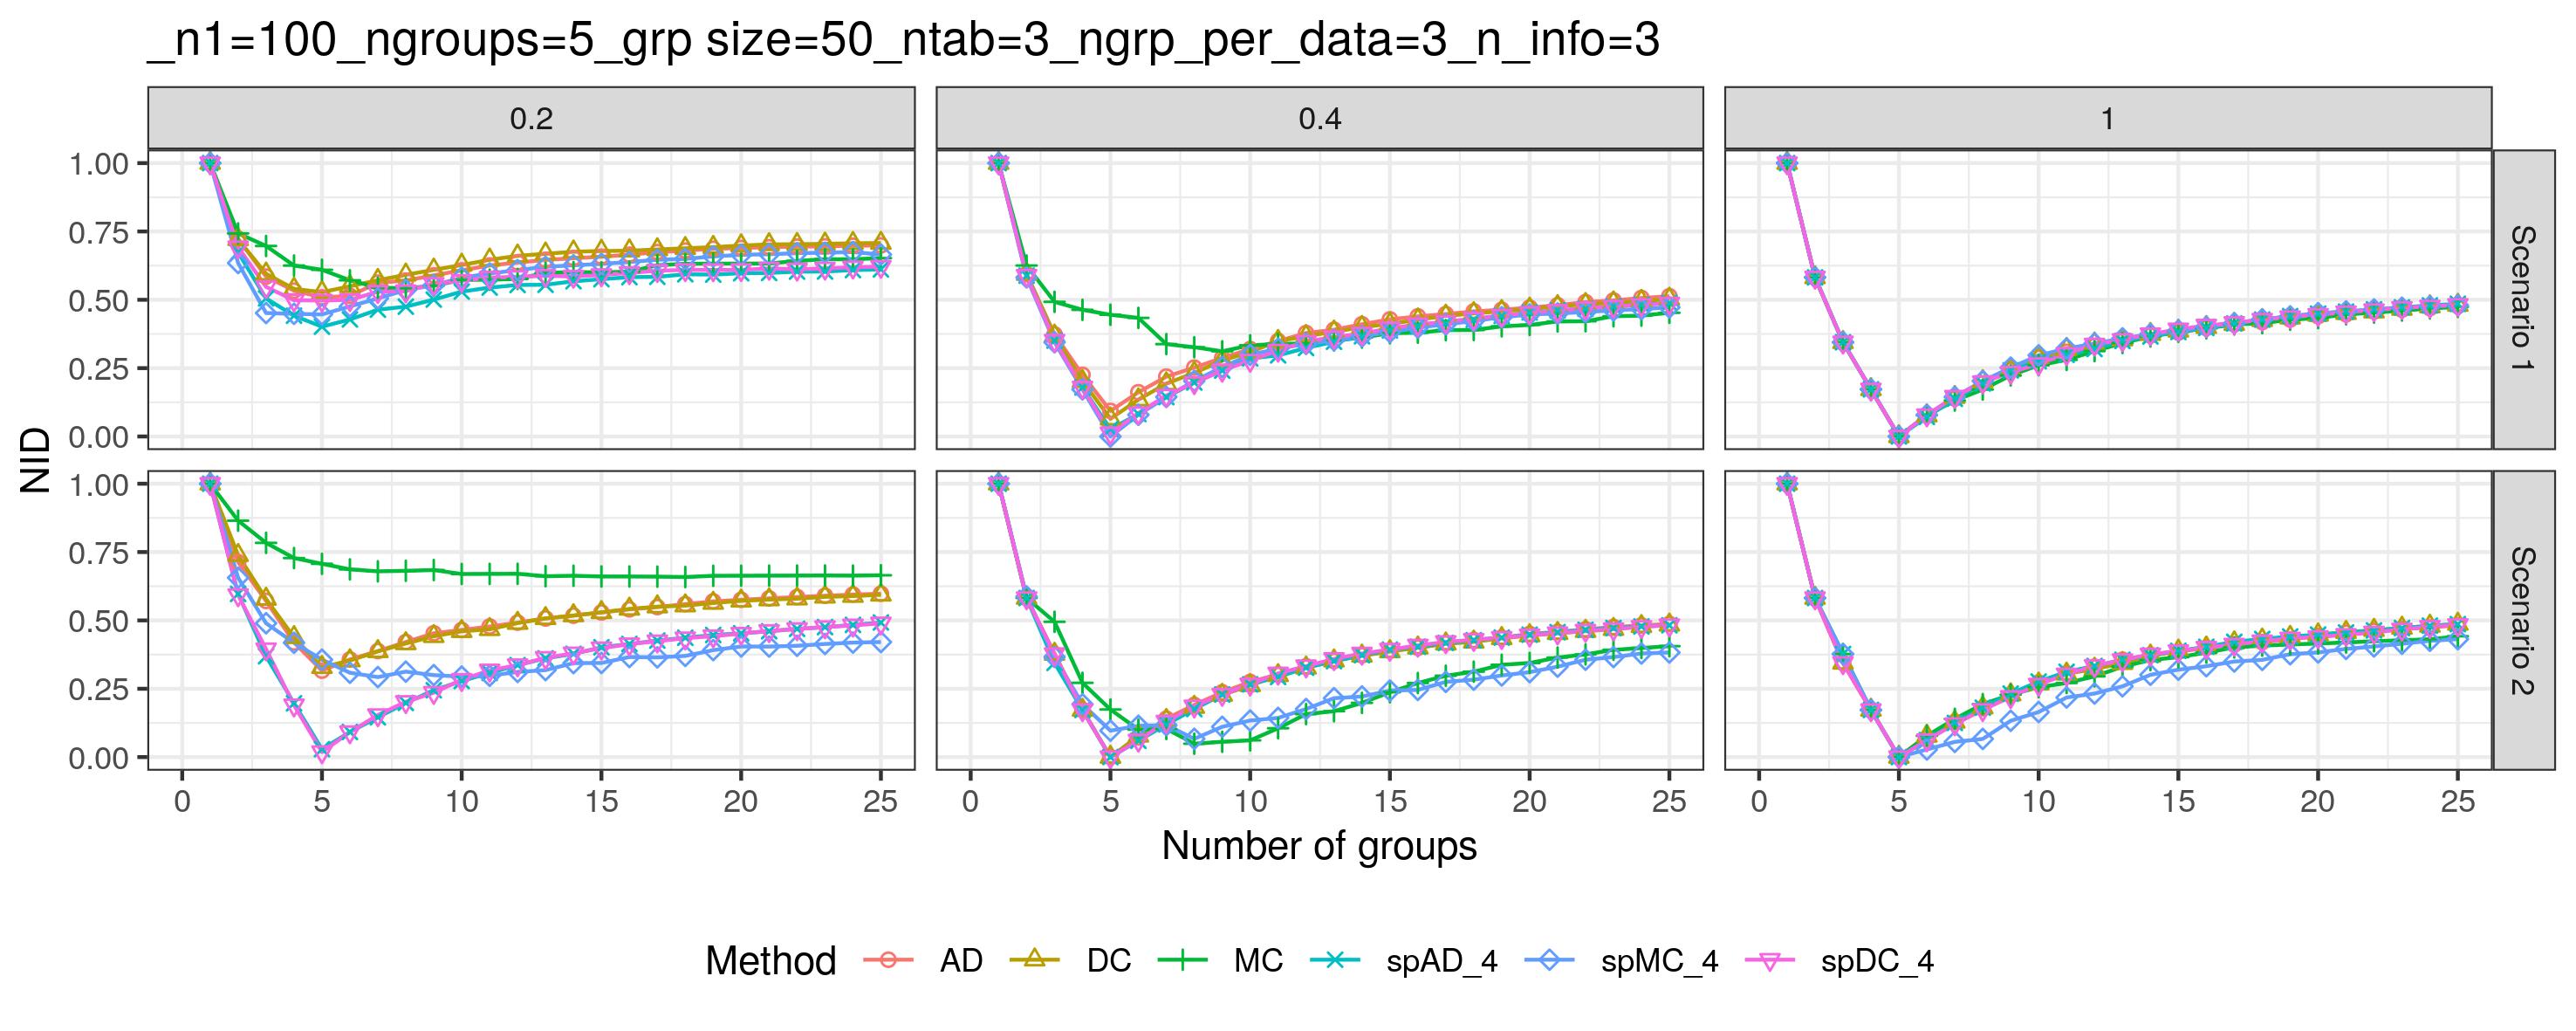 _n1=100_ngroups=5_grp size=50_ntab=3_ngrp_per_data=3_n_info=3
0.2 0.4 1
1.00
0.75
0.50
0.25
0.00
Scenario 1
NID
1.00
0.75
0.50
0.25
0.00
Scenario 2
0 5 10 15 20 25 0 5 10 15 20 25 0 5 10 15 20 25
Number of groups
Method AD DC MC spAD_4 spMC_4 spDC_4